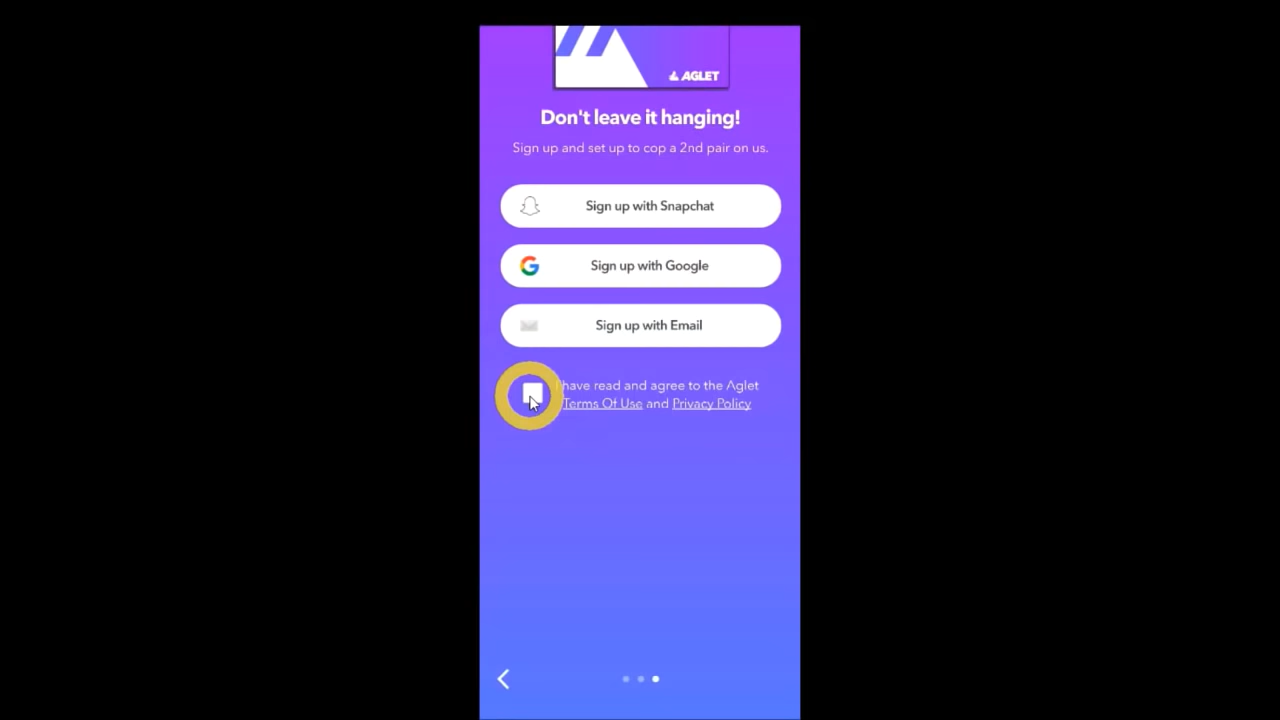 AGLET
Don't leave it hanging!
Sign up and set up to cop a 2nd pair on us.
Sign up with Snapchat
Sign up with Google
Sign up with Email
I have read and agree to the Aglet
Terms Of Use and Privacy Policy